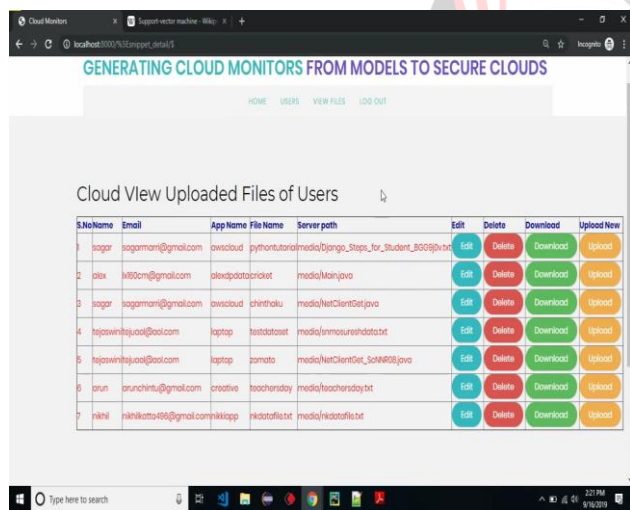 Cloud Monitors
Support-vector machine - Wikip
localhost:8000/%5Esnippet_detail/$
Incognito
GENERATING CLOUD MONITORS FROM MODELS TO SECURE CLOUDS
HOME USERS VIEW FILES LOG OUT
Cloud VIew Uploaded Files of Users
S.No Name Email App Name File Name Server path Edit Delete Download Upload New
1 sagar sagarmarri@gmail.com awscloud pythontutorial media/Django_Steps_for_Student_BGG9j0v.txt Edit Delete Download Upload
2 alex lx160cm@gmail.com alexdpdata cricket media/Main.java Edit Delete Download Upload
3 sagar sagarmarri@gmail.com awscloud chinthaku media/NetClientGet.java Edit Delete Download Upload
4 tejaswini tejuaol@aol.com laptop testdataset media/snmosureshdata.txt Edit Delete Download Upload
5 tejaswini tejuaol@aol.com laptop zomato media/NetClientGet_ScNNR08.java Edit Delete Download Upload
6 arun arunchintu@gmail.com creative teachersday media/teachersday.txt Edit Delete Download Upload
7 nikhil nikhilkatta496@gmail.com nikkiapp nkdatafile.txt media/nkdatafile.txt Edit Delete Download Upload
Type here to search
2:21 PM
9/16/2019